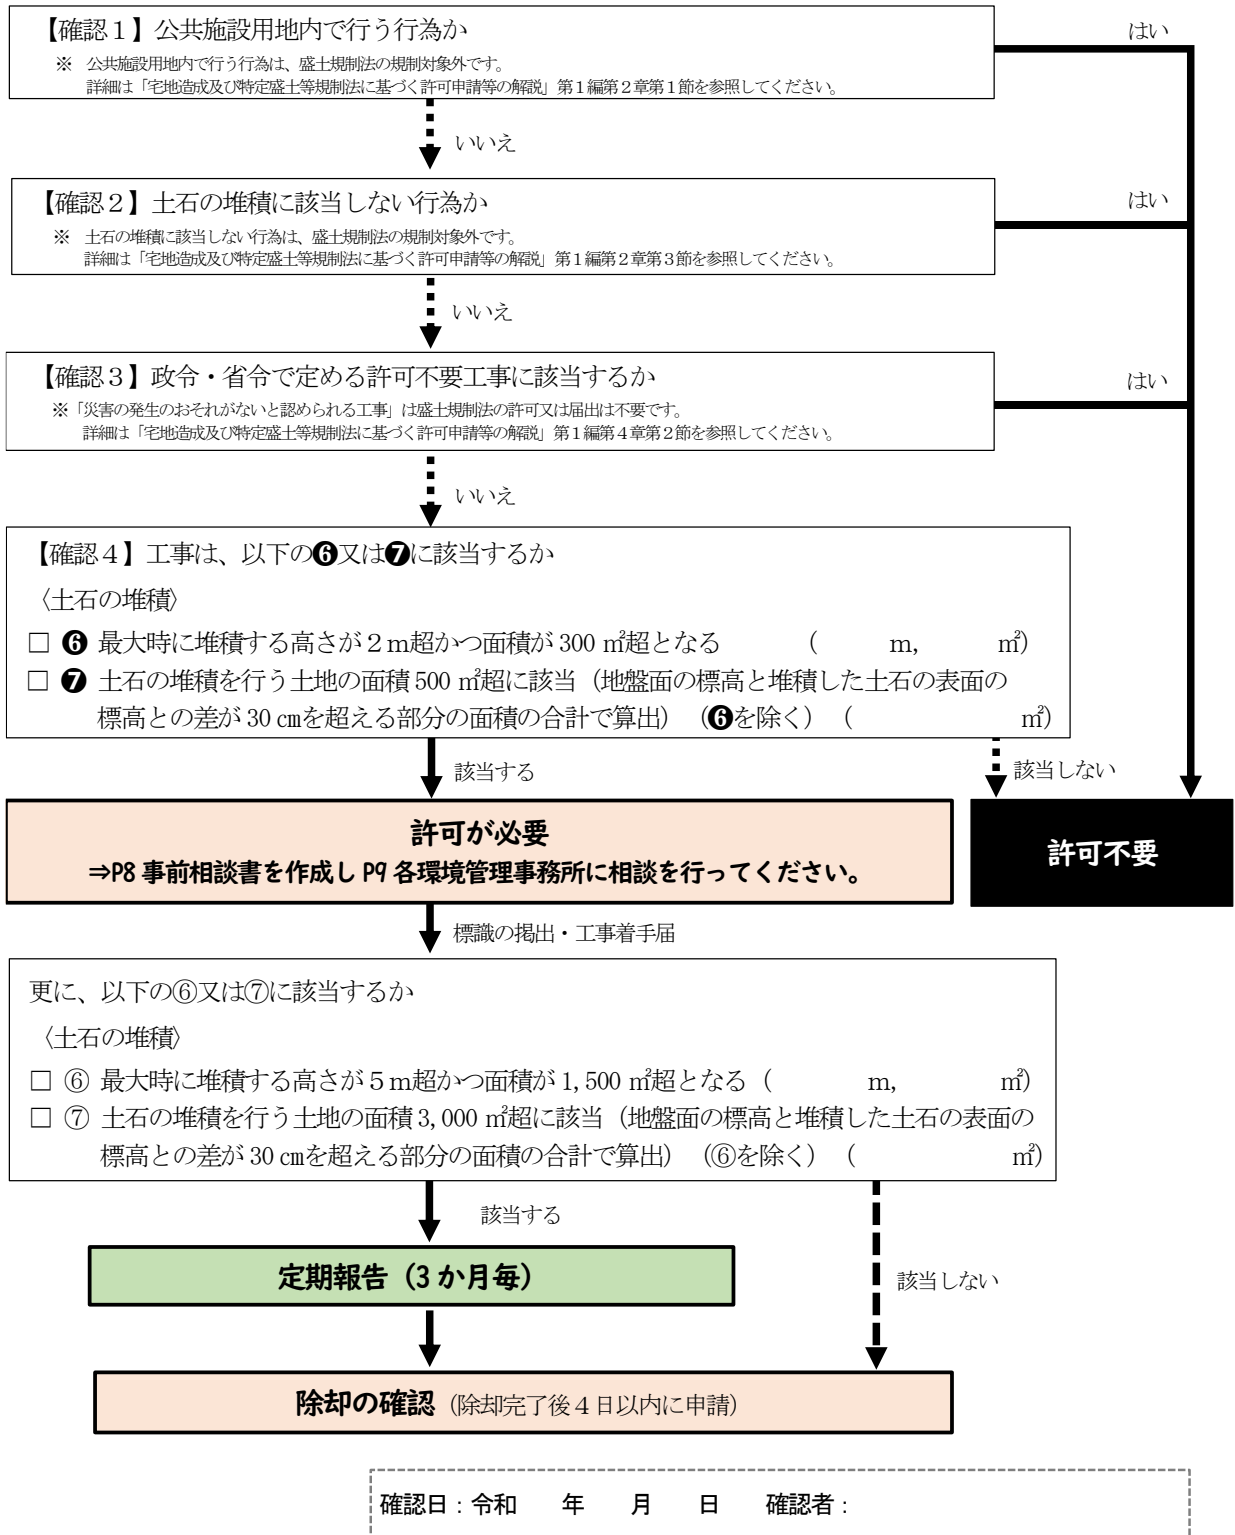 【確認１】公共施設用地内で行う行為か
はい
※ 公共施設用地内で行う行為は、盛土規制法の規制対象外です。
詳細は「宅地造成及び特定盛土等規制法に基づく許可申請等の解説」第１編第２章第１節を参照してください。
いいえ
【確認２】土石の堆積に該当しない行為か
はい
※ 土石の堆積に該当しない行為は、盛土規制法の規制対象外です。
詳細は「宅地造成及び特定盛土等規制法に基づく許可申請等の解説」第１編第２章第３節を参照してください。
いいえ
【確認３】政令・省令で定める許可不要工事に該当するか
はい
※「災害の発生のおそれがないと認められる工事」は盛土規制法の許可又は届出は不要です。
詳細は「宅地造成及び特定盛土等規制法に基づく許可申請等の解説」第１編第４章第２節を参照してください。
いいえ
【確認４】工事は、以下の❻又は❼に該当するか
〈土石の堆積〉
□ ❻ 最大時に堆積する高さが２ｍ超かつ面積が 300 ㎡超となる （ m, ㎡）
□ ❼ 土石の堆積を行う土地の面積 500 ㎡超に該当（地盤面の標高と堆積した土石の表面の
標高との差が 30 ㎝を超える部分の面積の合計で算出）（❻を除く）（ ㎡）
該当する
該当しない
許可が必要
⇒P8 事前相談書を作成し P9 各環境管理事務所に相談を行ってください。
許可不要
標識の掲出・工事着手届
更に、以下の⑥又は⑦に該当するか
〈土石の堆積〉
□ ⑥ 最大時に堆積する高さが５ｍ超かつ面積が 1,500 ㎡超となる（ m, ㎡）
□ ⑦ 土石の堆積を行う土地の面積 3,000 ㎡超に該当（地盤面の標高と堆積した土石の表面の
標高との差が 30 ㎝を超える部分の面積の合計で算出）（⑥を除く）（ ㎡）
該当する
定期報告（3 か月毎）
該当しない
除却の確認（除却完了後４日以内に申請）
確認日：令和 年 月 日 確認者：